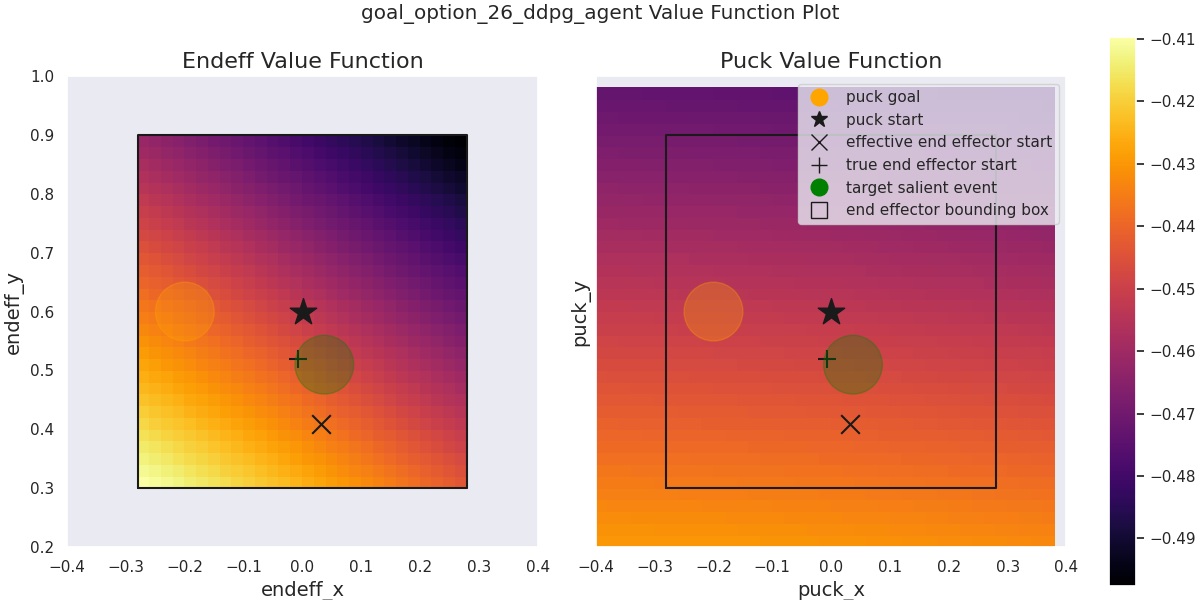 goal_option_26_ddpg_agent Value Function Plot
Endeff Value Function
endeff_y
1.0
0.9
0.8
0.7
0.6
0.5
0.4
0.3
0.2
−0.4 −0.3 −0.2 −0.1 0.0 0.1 0.2 0.3 0.4
endeff_x
Puck Value Function
puck_y
puck goal
puck start
effective end effector start
true end effector start
target salient event
end effector bounding box
−0.4 −0.3 −0.2 −0.1 0.0 0.1 0.2 0.3 0.4
puck_x
−0.41
−0.42
−0.43
−0.44
−0.45
−0.46
−0.47
−0.48
−0.49